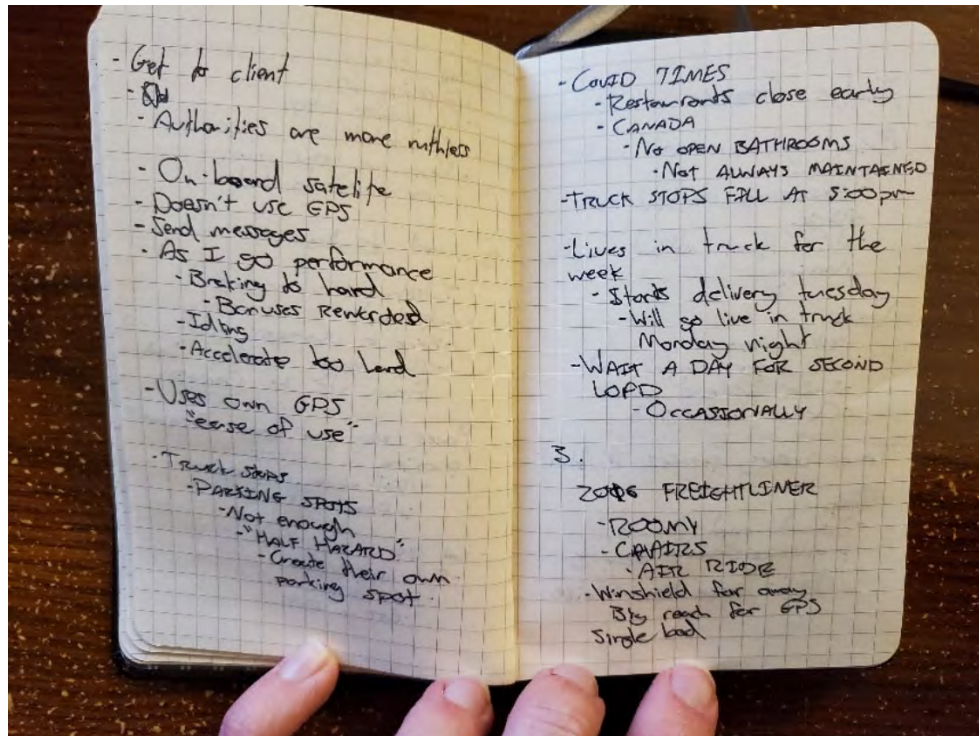 - Get to client
-
- Authorities are more ruthless
- On-board satelite
- Doesn't use GPS
- Send messages
- As I go performance
- Braking to hard
- Bonuses Rewarded
- Idling
- Accelerate too hard
- Uses own GPS
"ease of use"
- Truck stops
- PARKING SPOTS
- Not enough
- "HALF HAZARD"
- Create their own
parking spot
- COVID TIMES
- Restaurants close early
- CANADA
- No OPEN BATHROOMS
- Not ALWAYS MAINTAINED
- TRUCK STOPS FILL AT 5:00pm
- Lives in truck for the
week
- Starts delivery tuesday
- Will go live in truck
Monday night
- WAIT A DAY FOR SECOND
LOAD
- OCCASSIONALLY
3.
FREIGHTLINER
- ROOMY
- CHAIRS
- AIR RIDE
- Winshield far away
Big reach for GPS
Single bed